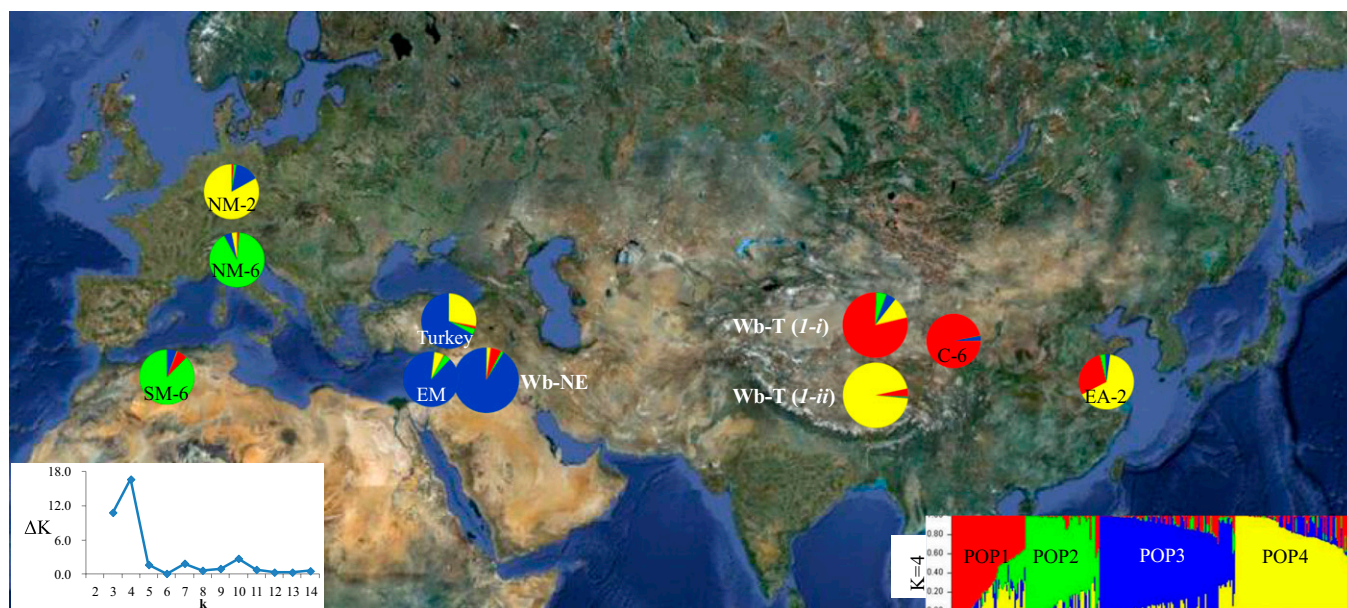 NM-2
NM-6
Turkey
SM-6
EM
Wb-NE
Wb-T (1-i)
C-6
Wb-T (1-ii)
EA-2
18.0
12.0
6.0
0.0
ΔK
2 3 4 5 6 7 8 9 10 11 12 13 14
k
K=4
0.80
0.60
0.40
0.20
POP1 POP2 POP3 POP4